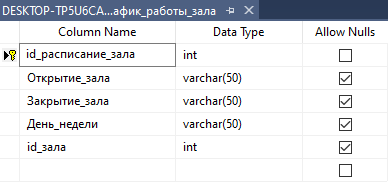 DESKTOP-TP5U6CA...афик_работы_зала
Column Name Data Type Allow Nulls
id_расписание_зала int
Открытие_зала varchar(50)
Закрытие_зала varchar(50)
День_недели varchar(50)
id_зала int